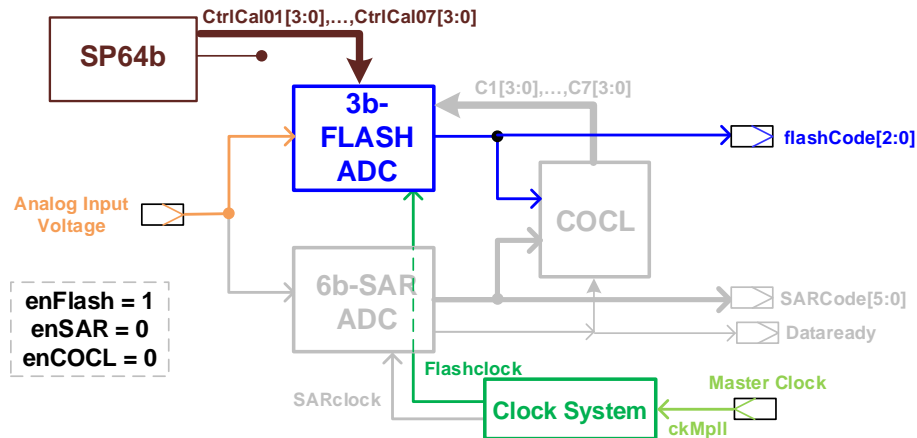 CtrlCal01[3:0],…,CtrlCal07[3:0]
SP64b
C1[3:0],…,C7[3:0]
3b-
FLASH
ADC
flashCode[2:0]
Analog Input
Voltage
COCL
6b-SAR
ADC
enFlash = 1
enSAR = 0
enCOCL = 0
SARCode[5:0]
Dataready
Flashclock
SARclock
Master Clock
Clock System
ckMpll